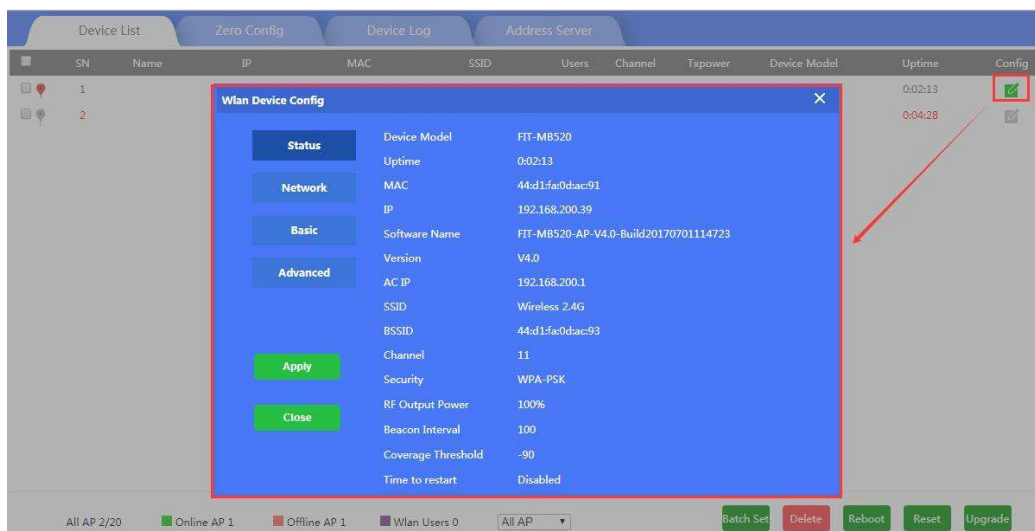 Device List Zero Config Device Log Address Server
SN Name IP MAC SSID Users Channel Txpower Device Model Uptime Config
1 0:02:13
2 0:04:28
Wlan Device Config
Status
Network
Basic
Advanced
Apply
Close
Device Model FIT-MB520
Uptime 0:02:13
MAC 44:d1:fa:0d:ac:91
IP 192.168.200.39
Software Name FIT-MB520-AP-V4.0-Build20170701114723
Version V4.0
AC IP 192.168.200.1
SSID Wireless 2.4G
BSSID 44:d1:fa:0d:ac:93
Channel 11
Security WPA-PSK
RF Output Power 100%
Beacon Interval 100
Coverage Threshold -90
Time to restart Disabled
All AP 2/20 Online AP 1 Offline AP 1 Wlan Users 0 All AP Batch Set Delete Reboot Reset Upgrade